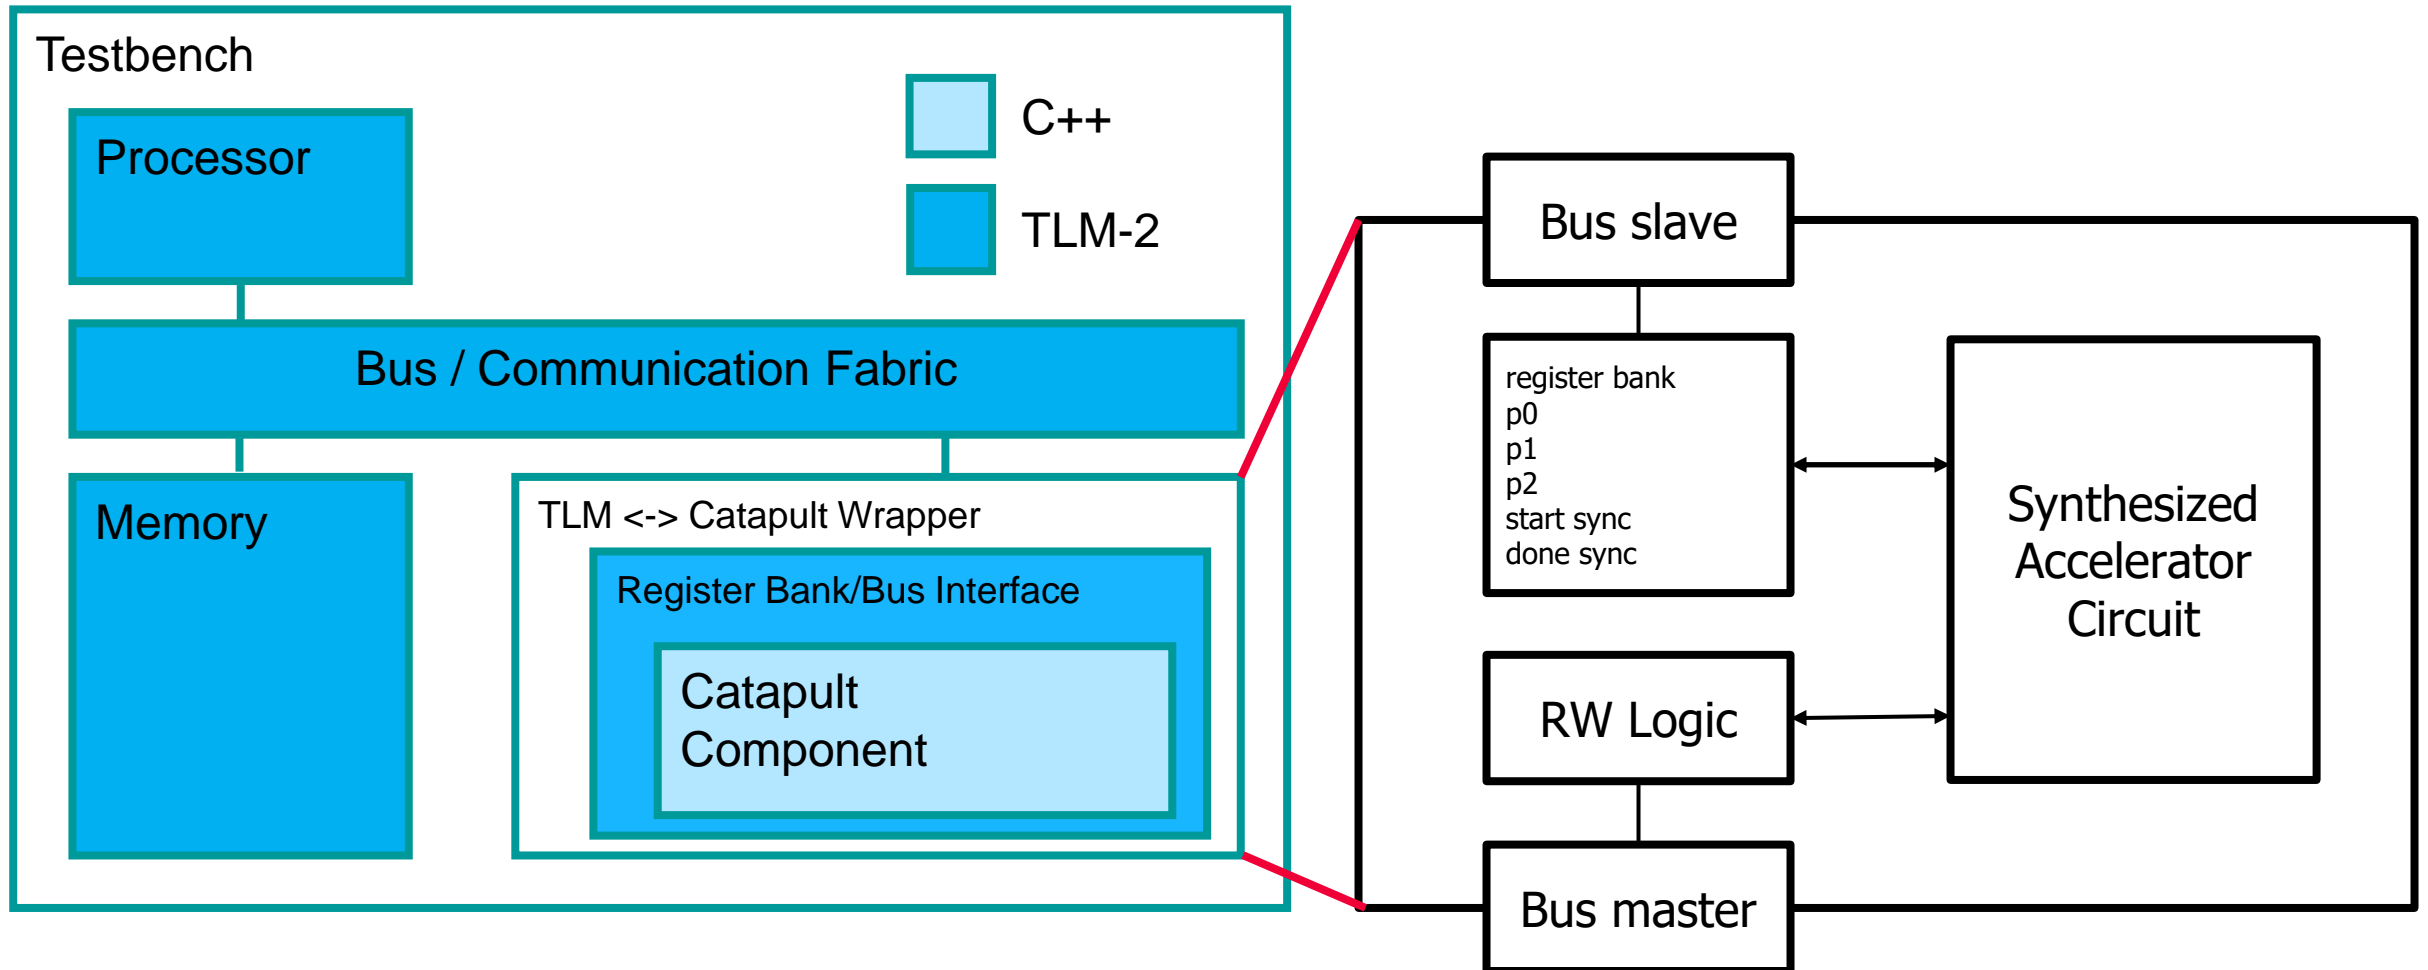 Testbench
Processor
C++
TLM-2
Bus / Communication Fabric
Memory
TLM <-> Catapult Wrapper
Register Bank/Bus Interface
Catapult
Component
Bus slave
register bank
p0
p1
p2
start sync
done sync
Synthesized
Accelerator
Circuit
RW Logic
Bus master